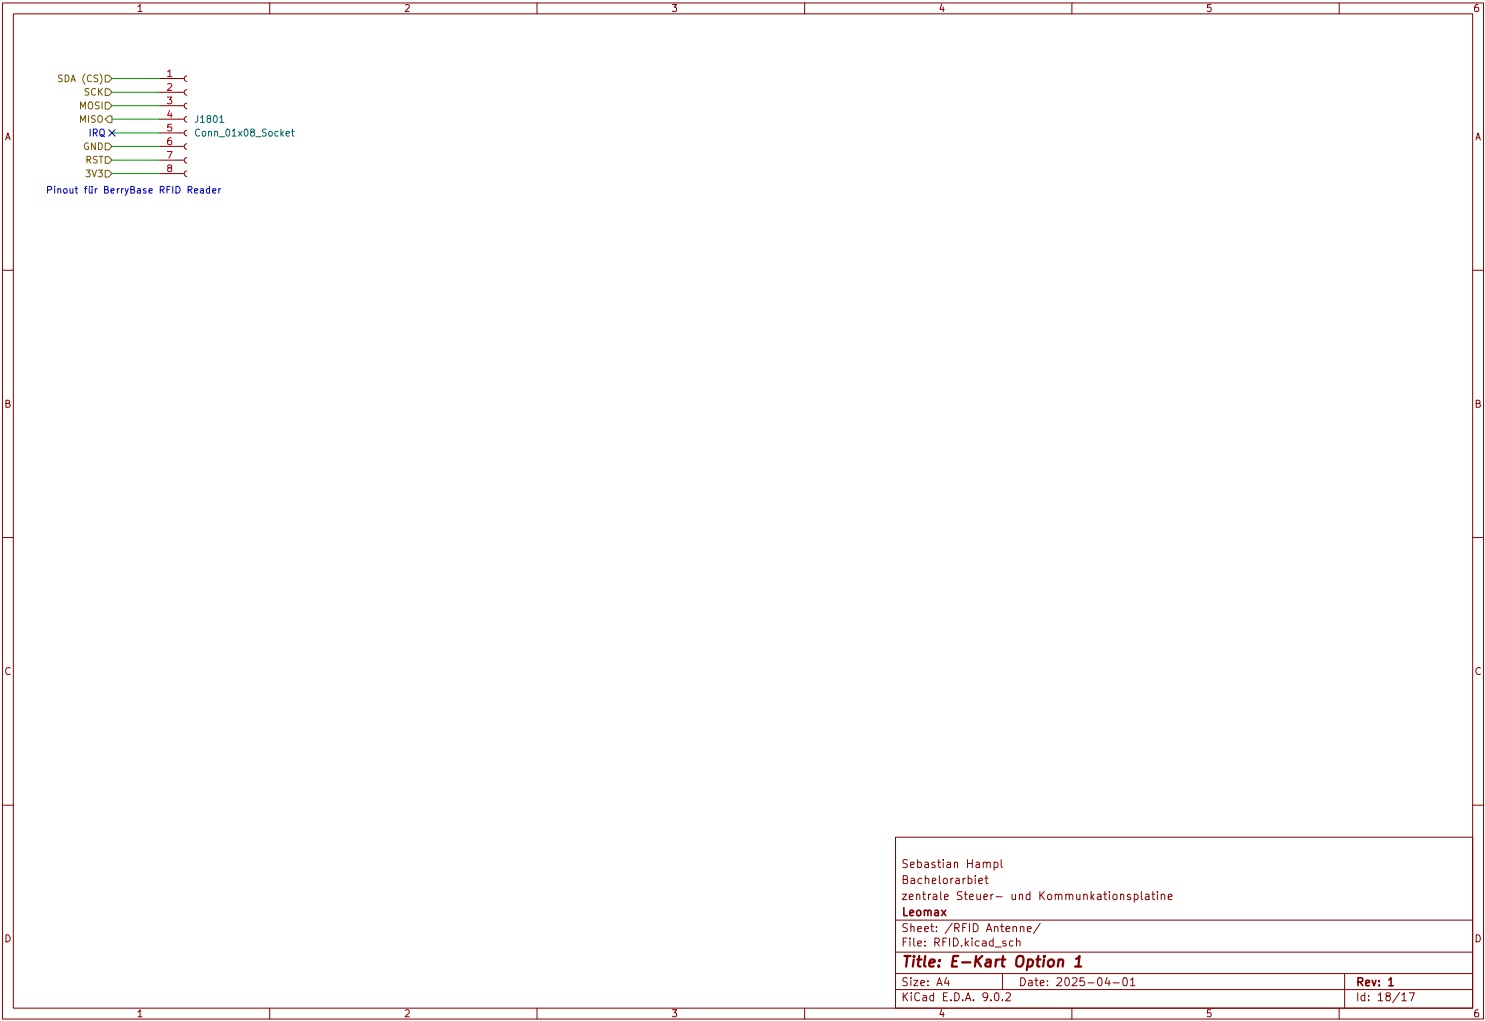 1 2 3 4 5 6
SDA (CS) 1
SCK 2
MOSI 3
MISO 4 J1801
IRQ 5 Conn_01x08_Socket
GND 6
RST 7
3V3 8
Pinout für BerryBase RFID Reader
A A
B B
C C
D D
Sebastian Hampl
Bachelorarbiet
zentrale Steuer- und Kommunkationsplatine
Leomax
Sheet: /RFID Antenne/
File: RFID.kicad_sch
Title: E-Kart Option 1
Size: A4 Date: 2025-04-01 Rev: 1
KiCad E.D.A. 9.0.2 Id: 18/17
1 2 3 4 5 6